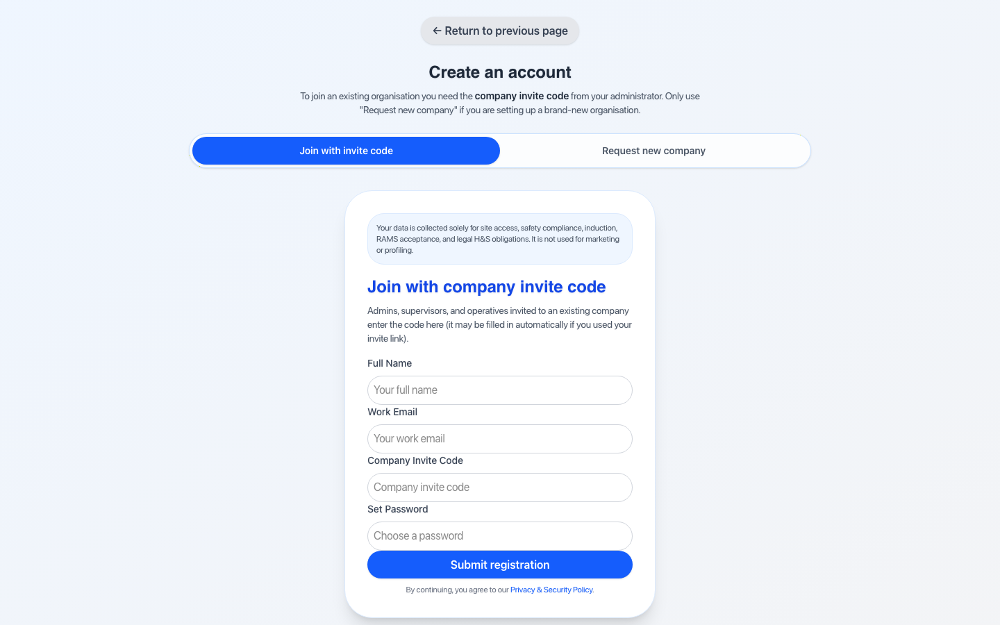 ← Return to previous page
Create an account
To join an existing organisation you need the company invite code from your administrator. Only use
"Request new company" if you are setting up a brand-new organisation.
Join with invite code
Request new company
Your data is collected solely for site access, safety compliance, induction,
RAMS acceptance, and legal H&S obligations. It is not used for marketing
or profiling.
Join with company invite code
Admins, supervisors, and operatives invited to an existing company
enter the code here (it may be filled in automatically if you used your
invite link).
Full Name
Your full name
Work Email
Your work email
Company Invite Code
Company invite code
Set Password
Choose a password
Submit registration
By continuing, you agree to our Privacy & Security Policy.